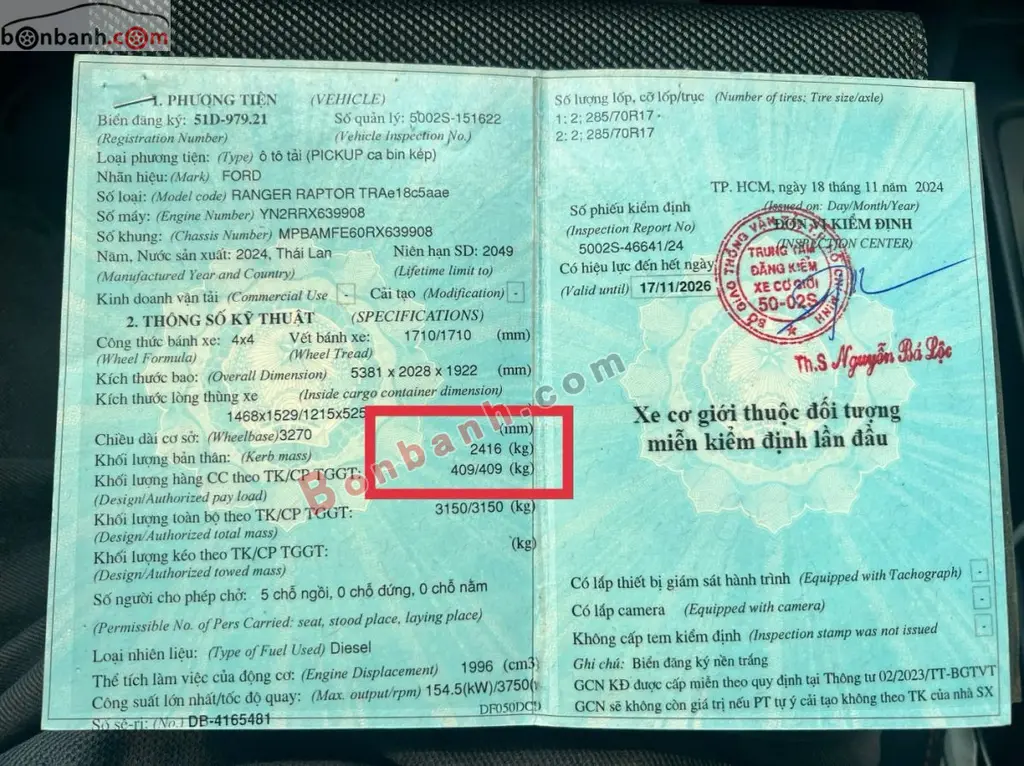 bonbanh.com
1. PHƯƠNG TIỆN (VEHICLE)
Biển đăng ký: 51D-979.21 Số quản lý: 5002S-151622
(Registration Number) (Vehicle Inspection No.)
Loại phương tiện: (Type) ô tô tải (PICKUP ca bin kép)
Nhãn hiệu: (Mark) FORD
Số loại: (Model code) RANGER RAPTOR TRAe18c5aae
Số máy: (Engine Number) YN2RRX639908
Số khung: (Chassis Number) MPBAMFE60RX639908
Năm, Nước sản xuất: 2024, Thái Lan Niên hạn SD: 2049
(Manufactured Year and Country) (Lifetime limit to)
Kinh doanh vận tải (Commercial Use - Cải tạo (Modification) -
2. THÔNG SỐ KỸ THUẬT (SPECIFICATIONS)
Công thức bánh xe: 4x4 Vết bánh xe: 1710/1710 (mm)
(Wheel Formula) (Wheel Tread)
Kích thước bao: (Overall Dimension) 5381 x 2028 x 1922 (mm)
Kích thước lòng thùng xe (Inside cargo container dimension)
1468x1529/1215x525 (mm)
Chiều dài cơ sở: (Wheelbase) 3270
Khối lượng bản thân: (Kerb mass) 2416 (kg)
Khối lượng hàng CC theo TK/CP TGGT: 409/409 (kg)
(Design/Authorized pay load)
Khối lượng toàn bộ theo TK/CP TGGT: 3150/3150 (kg)
(Design/Authorized total mass)
Khối lượng kéo theo TK/CP TGGT: (kg)
(Design/Authorized towed mass)
Số người cho phép chở: 5 chỗ ngồi, 0 chỗ đứng, 0 chỗ nằm
(Permissible No. of Pers Carried: seat, stood place, laying place)
Loại nhiên liệu: (Type of Fuel Used) Diesel
Thể tích làm việc của động cơ: (Engine Displacement) 1996 (cm3)
Công suất lớn nhất/tốc độ quay: (Max. output/rpm) 154.5(kW)/3750(
Số sê-ri: (No.) DB-4165481
Bonbanh.com
Số lượng lốp, cỡ lốp/trục (Number of tires; Tire size/axle)
1: 2; 285/70R17
2: 2; 285/70R17
TP. HCM, ngày 18 tháng 11 năm 2024
(Issued on: Day/Month/Year)
Số phiếu kiểm định ĐƠN VỊ KIỂM ĐỊNH
(Inspection Report No) (INSPECTION CENTER)
5002S-46641/24
Có hiệu lực đến hết ngày
(Valid until) 17/11/2026
TRUNG TÂM
ĐĂNG KIỂM
XE CƠ GIỚI
50-02S
Th.S Nguyễn Bá Lộc
Xe cơ giới thuộc đối tượng
miễn kiểm định lần đầu
Có lắp thiết bị giám sát hành trình (Equipped with Tachograph) -
Có lắp camera (Equipped with camera) -
Không cấp tem kiểm định (Inspection stamp was not issued -
Ghi chú: Biển đăng ký nền trắng
GCN KĐ được cấp miễn theo quy định tại Thông tư 02/2023/TT-BGTVT
GCN sẽ không còn giá trị nếu PT tự ý cải tạo không theo TK của nhà SX